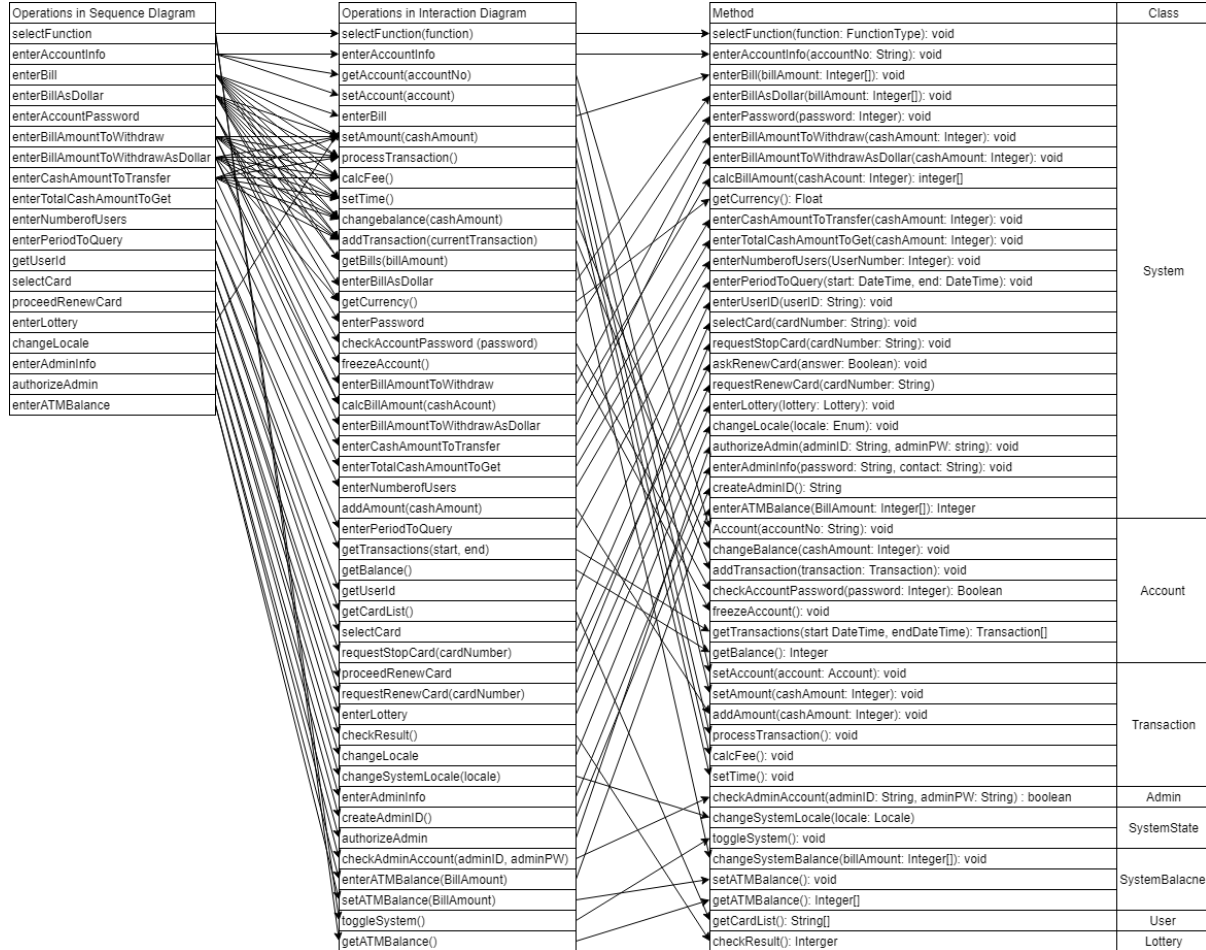 Operations in Sequence Diagram
selectFunction
enterAccountInfo
enterBill
enterBillAsDollar
enterAccountPassword
enterBillAmountToWithdraw
enterBillAmountToWithdrawAsDollar
enterCashAmountToTransfer
enterTotalCashAmountToGet
enterNumberofUsers
enterPeriodToQuery
getUserId
selectCard
proceedRenewCard
enterLottery
changeLocale
enterAdminInfo
authorizeAdmin
enterATMBalance
Operations in Interaction Diagram
selectFunction(function)
enterAccountInfo
getAccount(accountNo)
setAccount(account)
enterBill
setAmount(cashAmount)
processTransaction()
calcFee()
setTime()
changebalance(cashAmount)
addTransaction(currentTransaction)
getBills(billAmount)
enterBillAsDollar
getCurrency()
enterPassword
checkAccountPassword (password)
freezeAccount()
enterBillAmountToWithdraw
calcBillAmount(cashAcount)
enterBillAmountToWithdrawAsDollar
enterCashAmountToTransfer
enterTotalCashAmountToGet
enterNumberofUsers
addAmount(cashAmount)
enterPeriodToQuery
getTransactions(start, end)
getBalance()
getUserId
getCardList()
selectCard
requestStopCard(cardNumber)
proceedRenewCard
requestRenewCard(cardNumber)
enterLottery
checkResult()
changeLocale
changeSystemLocale(locale)
enterAdminInfo
createAdminID()
authorizeAdmin
checkAdminAccount(adminID, adminPW)
enterATMBalance(BillAmount)
setATMBalance(BillAmount)
toggleSystem()
getATMBalance()
Method
selectFunction(function: FunctionType): void
enterAccountInfo(accountNo: String): void
enterBill(billAmount: Integer[]): void
enterBillAsDollar(billAmount: Integer[]): void
enterPassword(password: Integer): void
enterBillAmountToWithdraw(cashAmount: Integer): void
enterBillAmountToWithdrawAsDollar(cashAmount: Integer): void
calcBillAmount(cashAcount: Integer): integer[]
getCurrency(): Float
enterCashAmountToTransfer(cashAmount: Integer): void
enterTotalCashAmountToGet(cashAmount: Integer): void
enterNumberofUsers(UserNumber: Integer): void
enterPeriodToQuery(start: DateTime, end: DateTime): void
enterUserID(userID: String): void
selectCard(cardNumber: String): void
requestStopCard(cardNumber: String): void
askRenewCard(answer: Boolean): void
requestRenewCard(cardNumber: String)
enterLottery(lottery: Lottery): void
changeLocale(locale: Enum): void
authorizeAdmin(adminID: String, adminPW: string): void
enterAdminInfo(password: String, contact: String): void
createAdminID(): String
enterATMBalance(BillAmount: Integer[]): Integer
Account(accountNo: String): void
changeBalance(cashAmount: Integer): void
addTransaction(transaction: Transaction): void
checkAccountPassword(password: Integer): Boolean
freezeAccount(): void
getTransactions(start DateTime, endDateTime): Transaction[]
getBalance(): Integer
setAccount(account: Account): void
setAmount(cashAmount: Integer): void
addAmount(cashAmount: Integer): void
processTransaction(): void
calcFee(): void
setTime(): void
checkAdminAccount(adminID: String, adminPW: String) : boolean
changeSystemLocale(locale: Locale)
toggleSystem(): void
changeSystemBalance(billAmount: Integer[]): void
setATMBalance(): void
getATMBalance(): Integer[]
getCardList(): String[]
checkResult(): Interger
Class
System
Account
Transaction
Admin
SystemState
SystemBalacne
User
Lottery